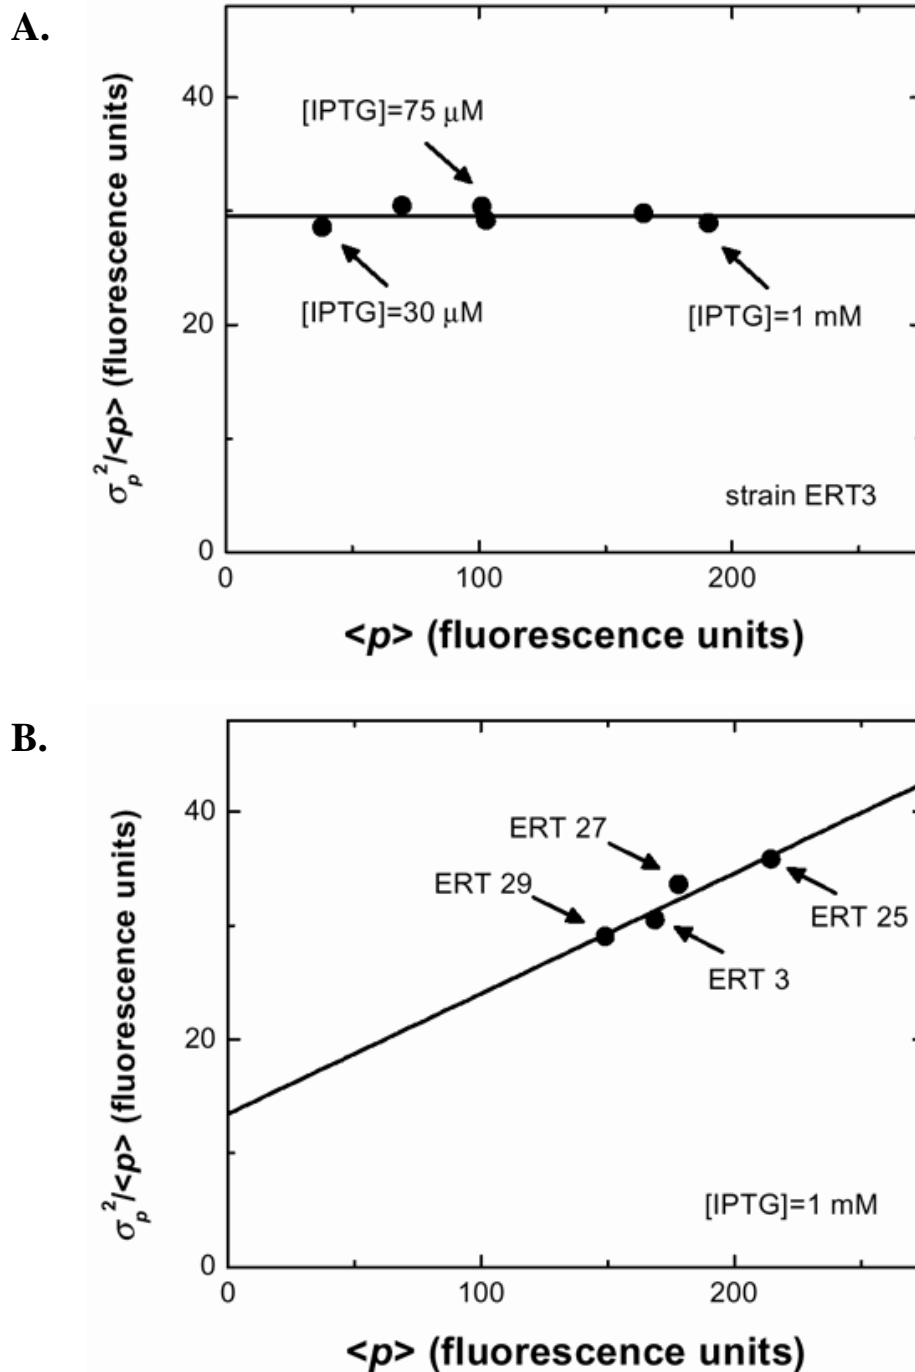 A.
σp²/<p> (fluorescence units)
40
20
0
[IPTG]=75 μM
[IPTG]=30 μM
[IPTG]=1 mM
strain ERT3
0 100 200
<p> (fluorescence units)
B.
σp²/<p> (fluorescence units)
40
20
0
ERT 27
ERT 29
ERT 25
ERT 3
[IPTG]=1 mM
0 100 200
<p> (fluorescence units)